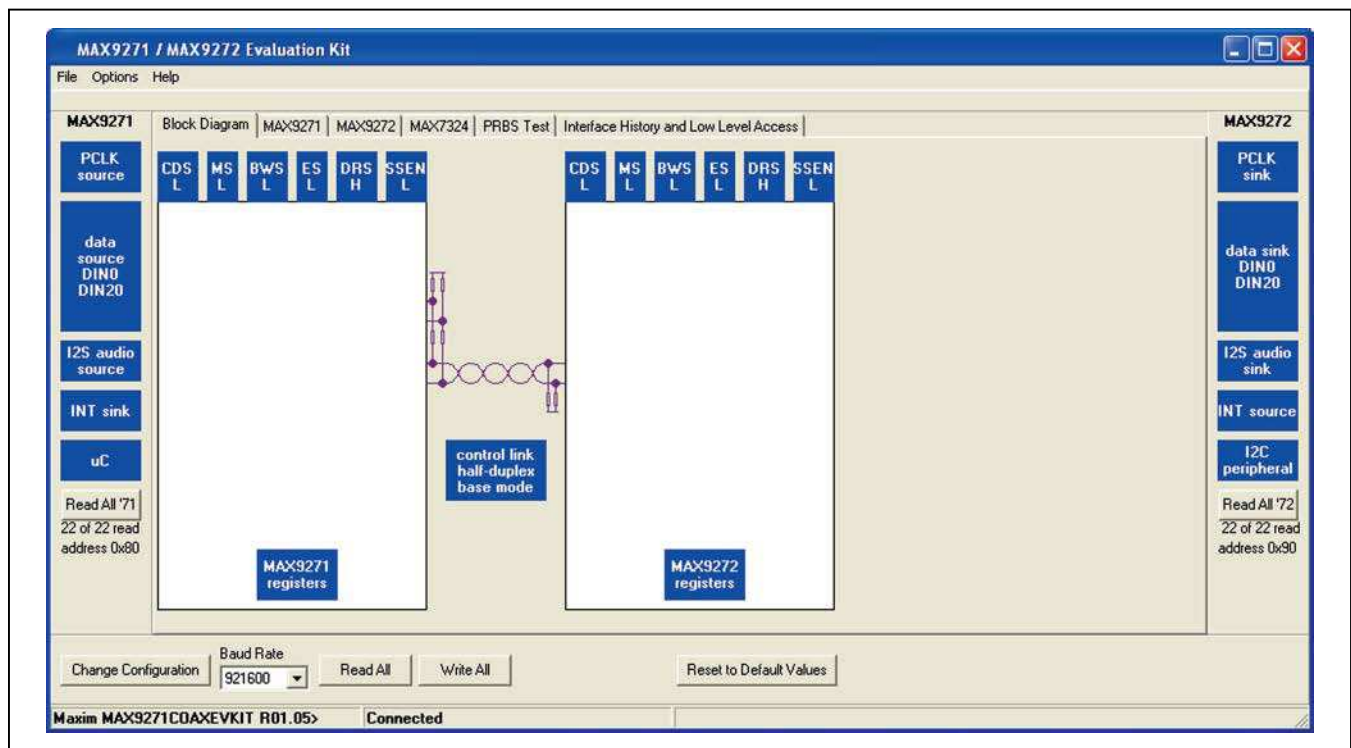 MAX9271 / MAX9272 Evaluation Kit
File Options Help
MAX9271
Block Diagram MAX9271 MAX9272 MAX7324 PRBS Test Interface History and Low Level Access
MAX9272
PCLK
source
data
source
DIN0
DIN20
I2S audio
source
INT sink
uC
Read All '71
22 of 22 read
address 0x80
CDS
L
MS
L
BWS
L
ES
L
DRS
H
SSEN
L
MAX9271
registers
control link
half-duplex
base mode
CDS
L
MS
L
BWS
L
ES
L
DRS
H
SSEN
L
MAX9272
registers
PCLK
sink
data sink
DIN0
DIN20
I2S audio
sink
INT source
I2C
peripheral
Read All '72
22 of 22 read
address 0x90
Change Configuration
Baud Rate
921600
Read All
Write All
Reset to Default Values
Maxim MAX9271COAXEVKIT R01.05> Connected